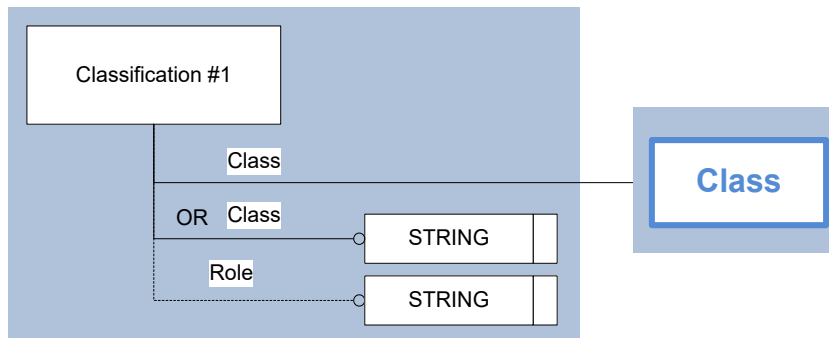 Classification #1
Class
Class
OR Class
STRING
Role
STRING